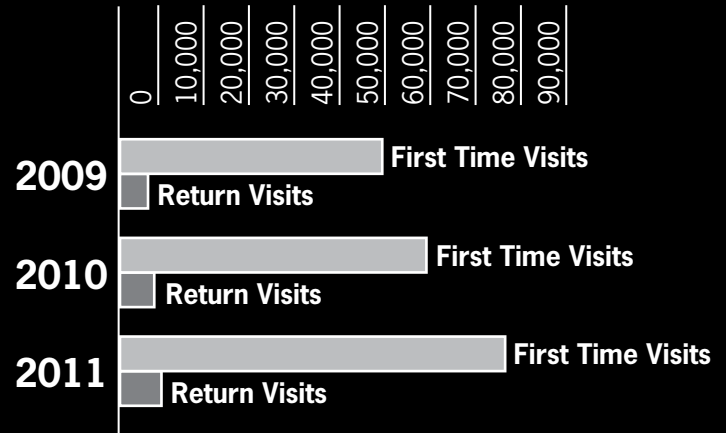 0
10,000
20,000
30,000
40,000
50,000
60,000
70,000
80,000
90,000
2009
First Time Visits
Return Visits
2010
First Time Visits
Return Visits
2011
First Time Visits
Return Visits